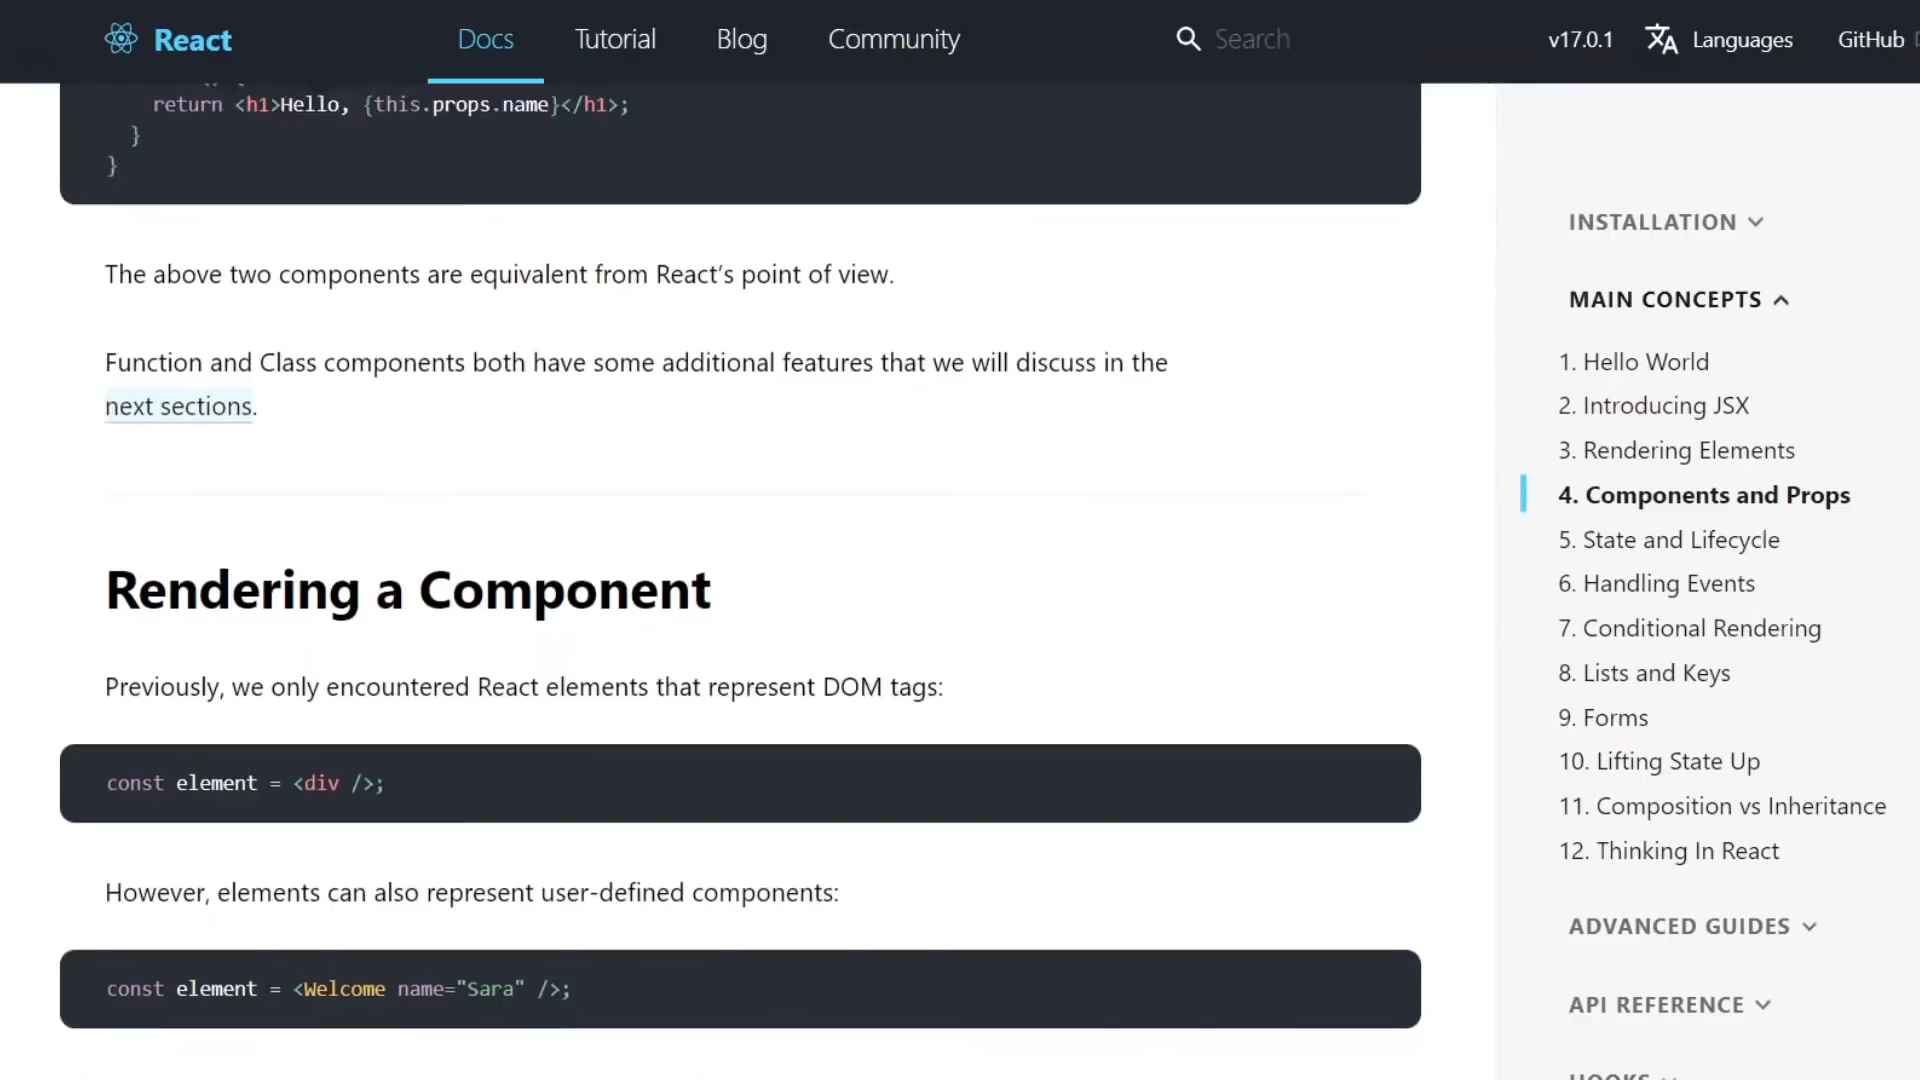 React
Docs
Tutorial
Blog
Community
Search
v17.0.1
Languages
GitHub
return <h1>Hello, {this.props.name}</h1>;
}
}
The above two components are equivalent from React’s point of view.
Function and Class components both have some additional features that we will discuss in the
next sections.
Rendering a Component
Previously, we only encountered React elements that represent DOM tags:
const element = <div />;
However, elements can also represent user-defined components:
const element = <Welcome name="Sara" />;
INSTALLATION
MAIN CONCEPTS
1. Hello World
2. Introducing JSX
3. Rendering Elements
4. Components and Props
5. State and Lifecycle
6. Handling Events
7. Conditional Rendering
8. Lists and Keys
9. Forms
10. Lifting State Up
11. Composition vs Inheritance
12. Thinking In React
ADVANCED GUIDES
API REFERENCE
HOOKS